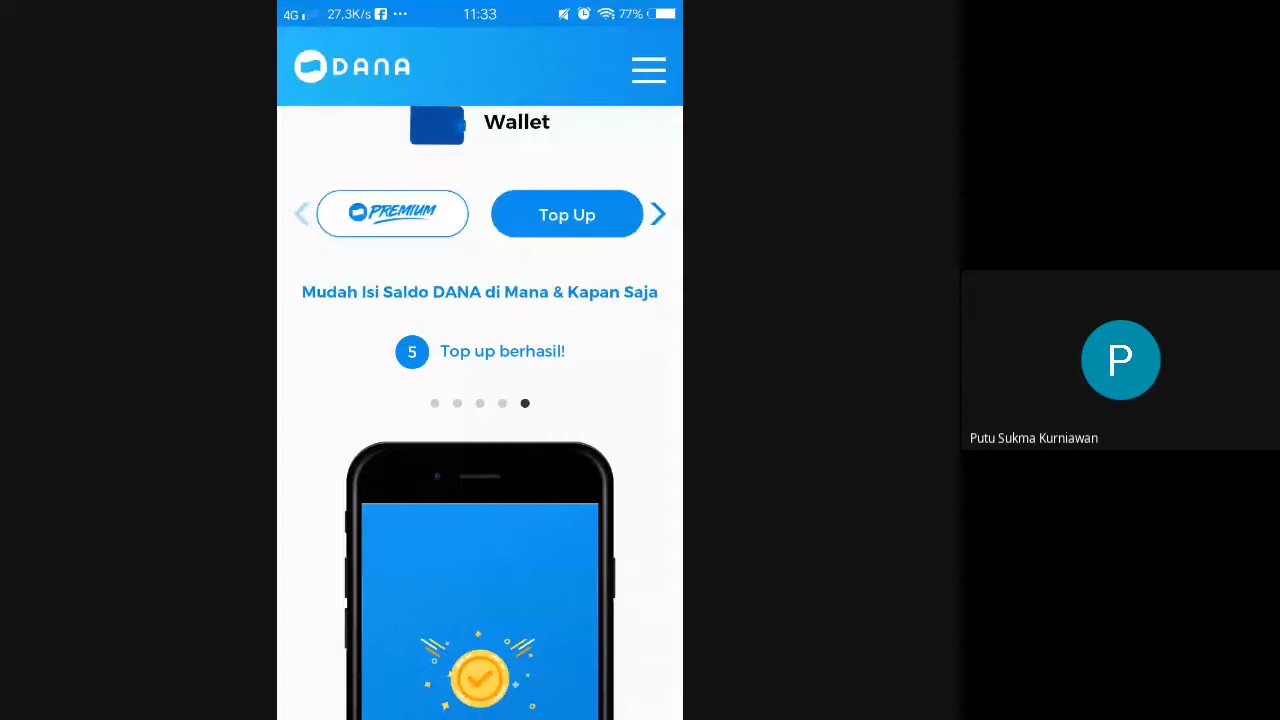 4G 27,3K/s ... 11:33 77%
DANA
Wallet
PREMIUM
Top Up
Mudah Isi Saldo DANA di Mana & Kapan Saja
5 Top up berhasil!
P
Putu Sukma Kurniawan